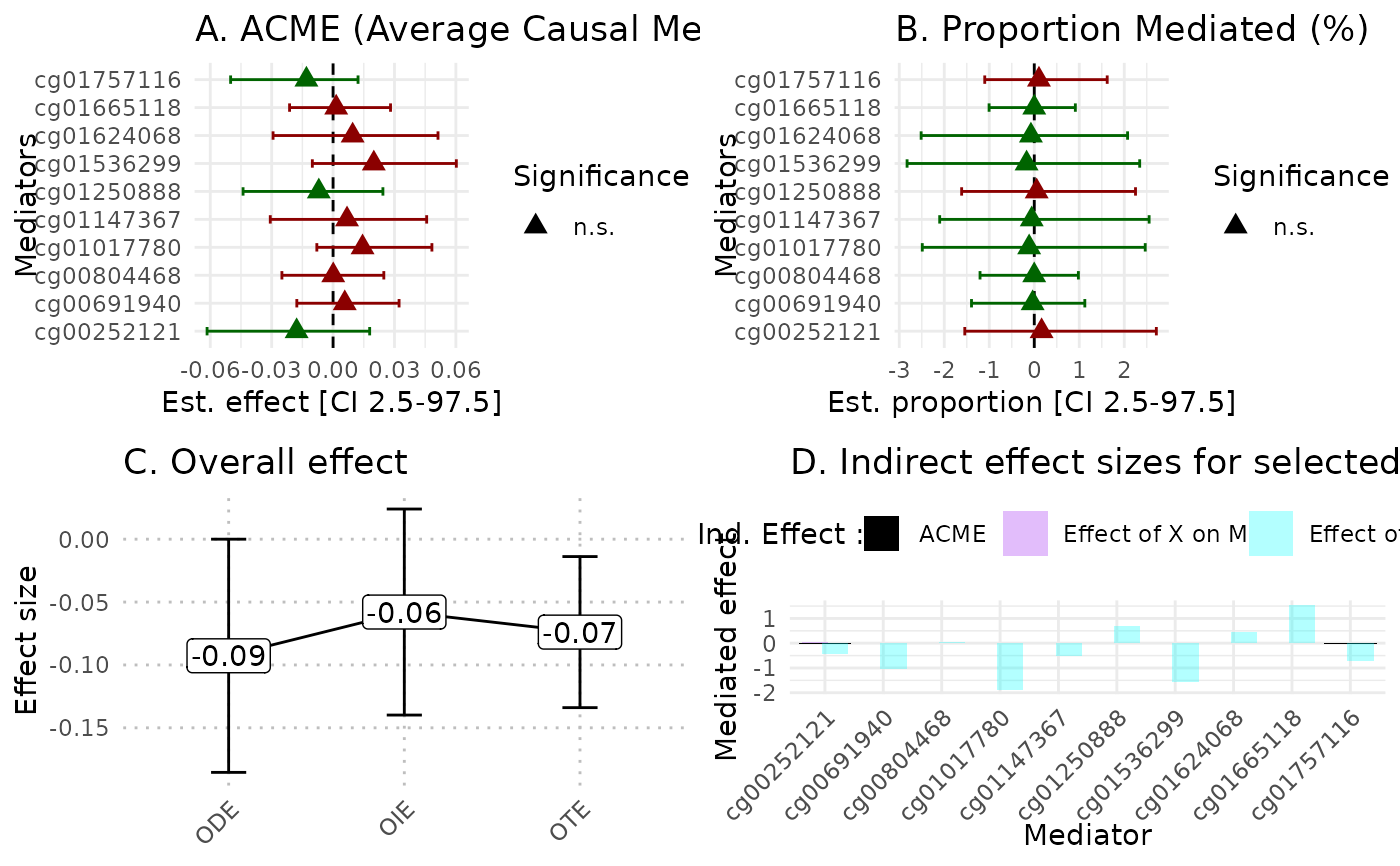 A. ACME (Average Causal Me
Mediators
cg01757116
cg01665118
cg01624068
cg01536299
cg01250888
cg01147367
cg01017780
cg00804468
cg00691940
cg00252121
-0.06 -0.03 0.00 0.03 0.06
Est. effect [CI 2.5-97.5]
Significance
n.s.
B. Proportion Mediated (%)
Mediators
cg01757116
cg01665118
cg01624068
cg01536299
cg01250888
cg01147367
cg01017780
cg00804468
cg00691940
cg00252121
-3 -2 -1 0 1 2
Est. proportion [CI 2.5-97.5]
Significance
n.s.
C. Overall effect
Effect size
0.00
-0.05
-0.10
-0.15
-0.09
-0.06
-0.07
ODE
OIE
OTE
D. Indirect effect sizes for selected
Ind. Effect : ACME Effect of X on M Effect of
Mediated effect
1
0
-1
-2
cg00252121
cg00691940
cg00804468
cg01017780
cg01147367
cg01250888
cg01536299
cg01624068
cg01665118
cg01757116
Mediator